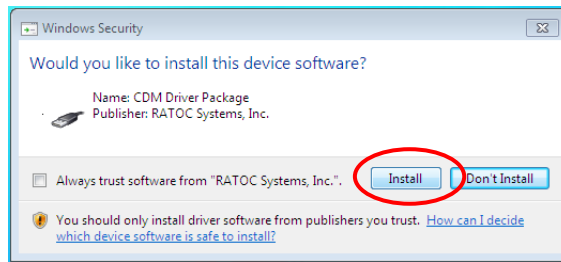 Windows Security
Would you like to install this device software?
Name: CDM Driver Package
Publisher: RATOC Systems, Inc.
Always trust software from "RATOC Systems, Inc.".
Install
Don't Install
You should only install driver software from publishers you trust. How can I decide
which device software is safe to install?